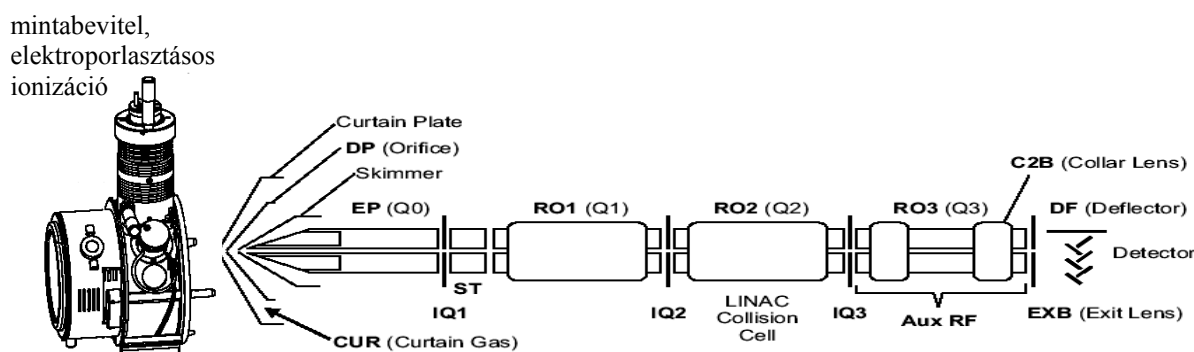 mintabevitel,
elektroporlasztásos
ionizáció
Curtain Plate
DP (Orifice)
Skimmer
EP (Q0)
RO1 (Q1)
RO2 (Q2)
RO3 (Q3)
C2B (Collar Lens)
DF (Deflector)
Detector
ST
IQ1
IQ2
LINAC
Collision
Cell
IQ3
Aux RF
EXB (Exit Lens)
CUR (Curtain Gas)